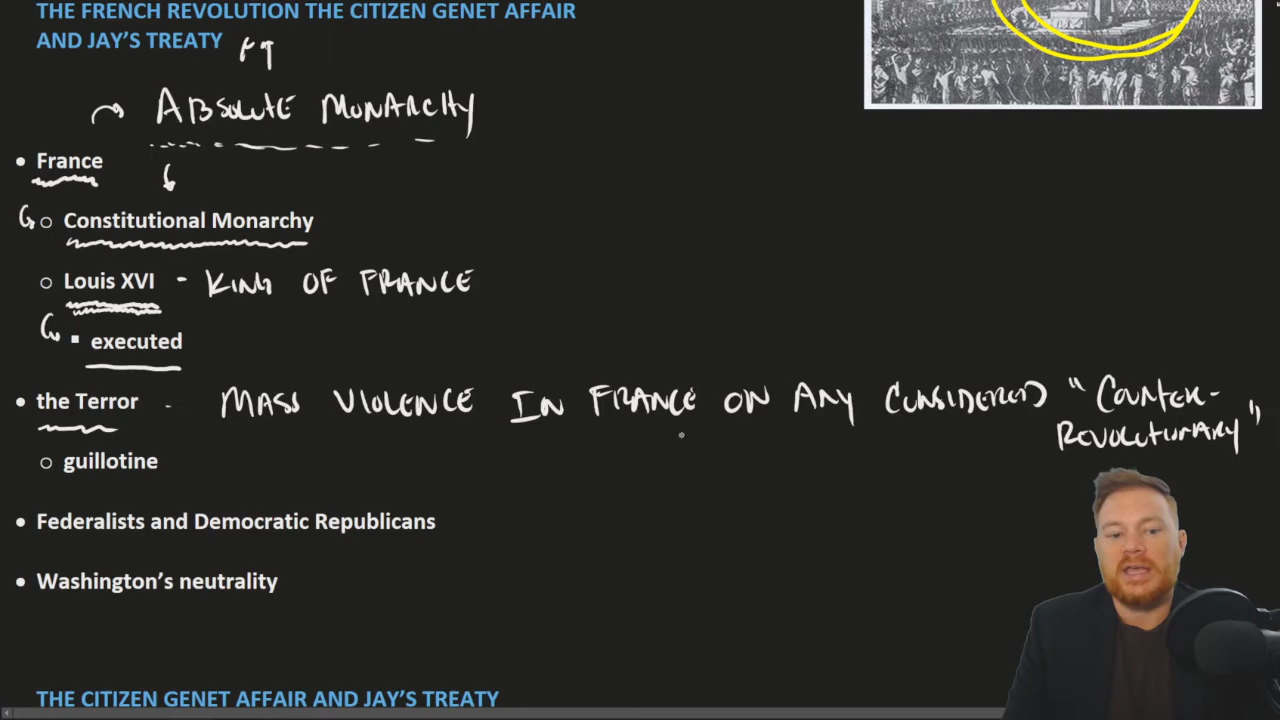 THE FRENCH REVOLUTION THE CITIZEN GENET AFFAIR
AND JAY'S TREATY
ABSOLUTE MONARCHY
• France
o Constitutional Monarchy
o Louis XVI - KING OF FRANCE
▪ executed
• the Terror - MASS VIOLENCE IN FRANCE ON ANY CONSIDERED "COUNTER-
REVOLUTIONARY"
o guillotine
• Federalists and Democratic Republicans
• Washington's neutrality
THE CITIZEN GENET AFFAIR AND JAY'S TREATY